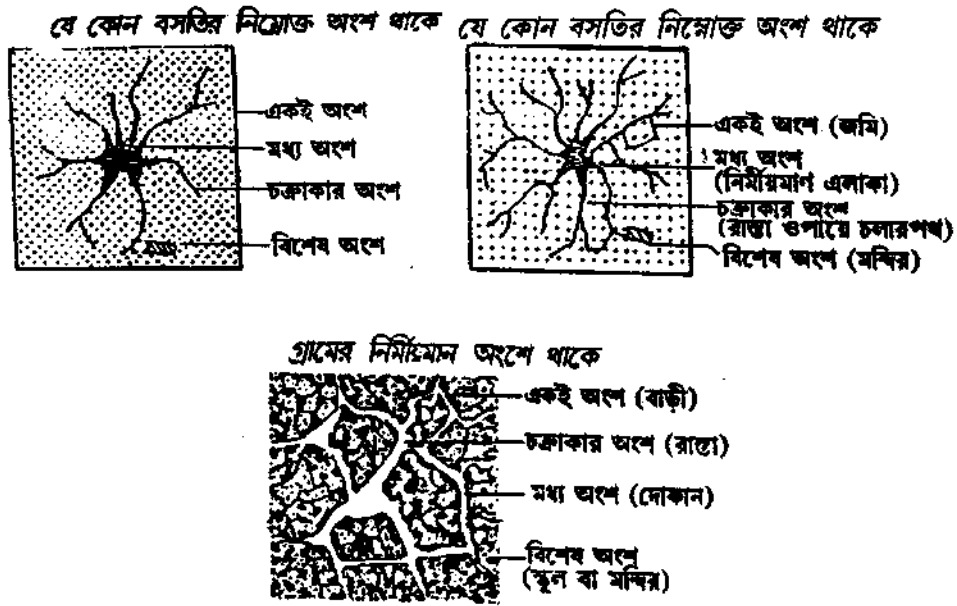 যে কোন বসতির নিম্নোক্ত অংশ থাকে
একই অংশ
মধ্য অংশ
চক্রাকার অংশ
বিশেষ অংশ
যে কোন বসতির নিম্নোক্ত অংশ থাকে
একই অংশ (জমি)
মধ্য অংশ
(নির্মীয়মাণ এলাকা)
চক্রাকার অংশ
(রাস্তা ওপায়ে চলারপথ)
বিশেষ অংশ (মন্দির)
গ্রামের নির্মীয়মান অংশে থাকে
একই অংশ (বাড়ী)
চক্রাকার অংশ (রাস্তা)
মধ্য অংশ (দোকান)
বিশেষ অংশ
(স্কুল বা মন্দির)